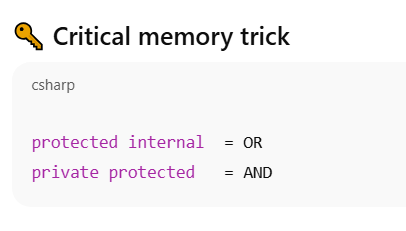 Critical memory trick
csharp
protected internal = OR
private protected = AND